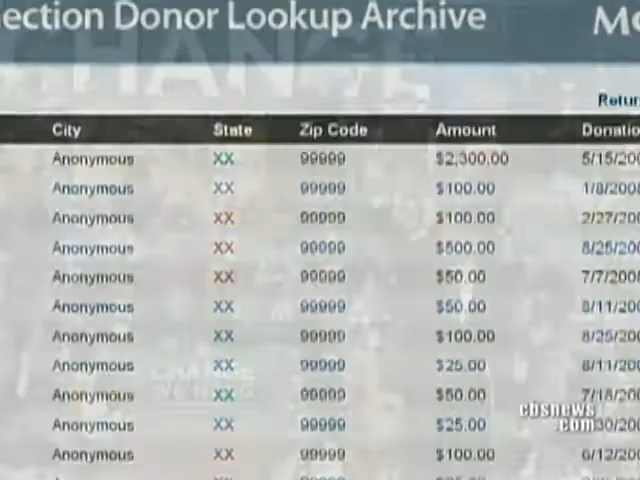 ection Donor Lookup Archive Mo
CHANGE
Retur
City State Zip Code Amount Donatio
Anonymous XX 99999 $2,300.00 5/15/200
Anonymous XX 99999 $100.00 1/8/2008
Anonymous XX 99999 $100.00 2/27/200
Anonymous XX 99999 $500.00 8/25/200
Anonymous XX 99999 $50.00 7/7/2008
Anonymous XX 99999 $50.00 8/11/200
Anonymous XX 99999 $100.00 8/25/200
Anonymous XX 99999 $25.00 8/11/200
Anonymous XX 99999 $50.00 7/18/200
Anonymous XX 99999 $25.00 30/200
Anonymous XX 99999 $100.00 6/12/200
cbsnews
.com